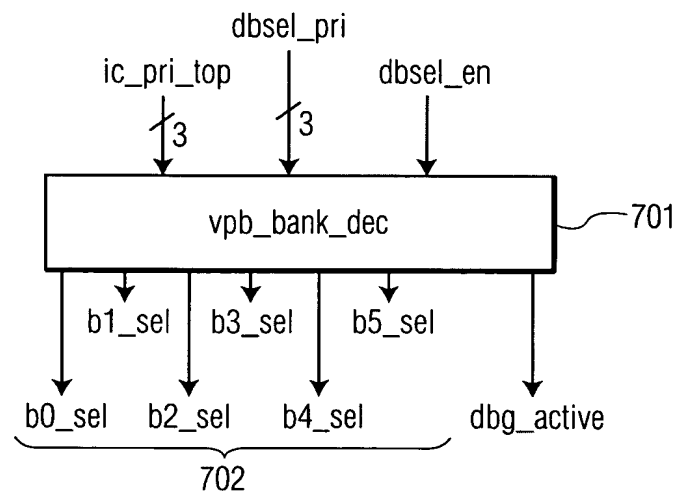 dbsel_pri
ic_pri_top
dbsel_en
3
3
vpb_bank_dec
701
b1_sel
b3_sel
b5_sel
b0_sel
b2_sel
b4_sel
dbg_active
702